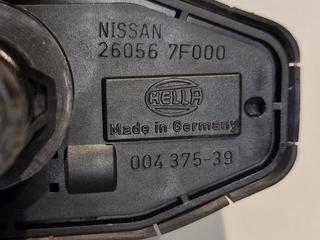 NISSAN
26056 7F000
HELLA
Made in Germany
004 375-39